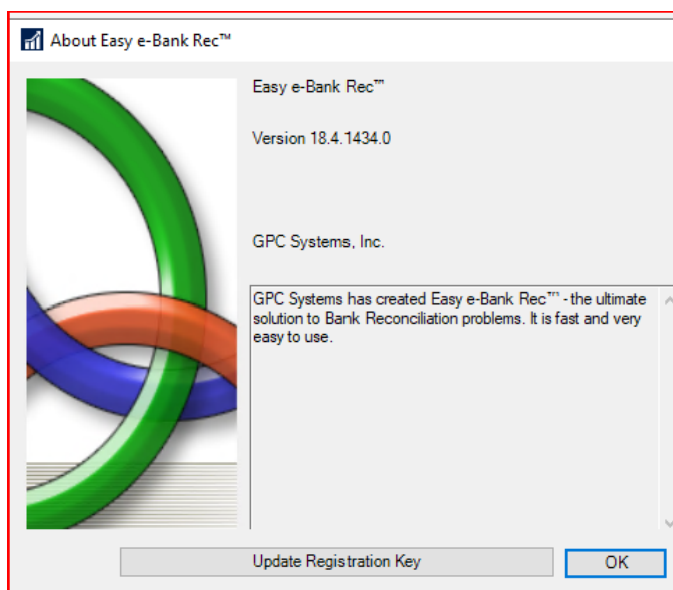 About Easy e-Bank Rec™
Easy e-Bank Rec™
Version 18.4.1434.0
GPC Systems, Inc.
GPC Systems has created Easy e-Bank Rec™ - the ultimate
solution to Bank Reconciliation problems. It is fast and very
easy to use.
Update Registration Key
OK